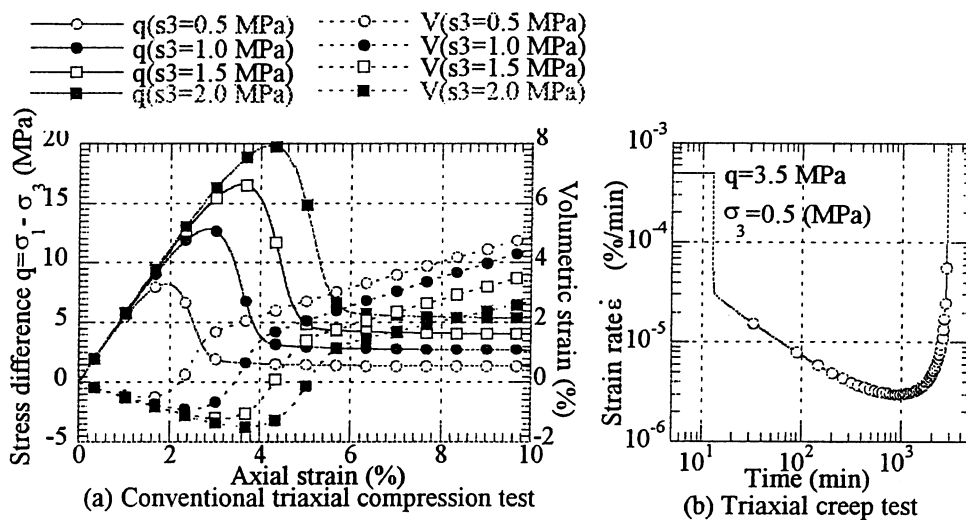 q(s3=0.5 MPa)
q(s3=1.0 MPa)
q(s3=1.5 MPa)
q(s3=2.0 MPa)
V(s3=0.5 MPa)
V(s3=1.0 MPa)
V(s3=1.5 MPa)
V(s3=2.0 MPa)
Stress difference q=σ1 - σ3 (MPa)
20
15
10
5
0
-5
0 2 4 6 8 10
Axial strain (%)
8
6
4
2
0
-2
Volumetric strain (%)
(a) Conventional triaxial compression test
Strain rate ε̇ (%/min)
10-3
10-4
10-5
10-6
q=3.5 MPa
σ3=0.5 (MPa)
101 102 103
Time (min)
(b) Triaxial creep test